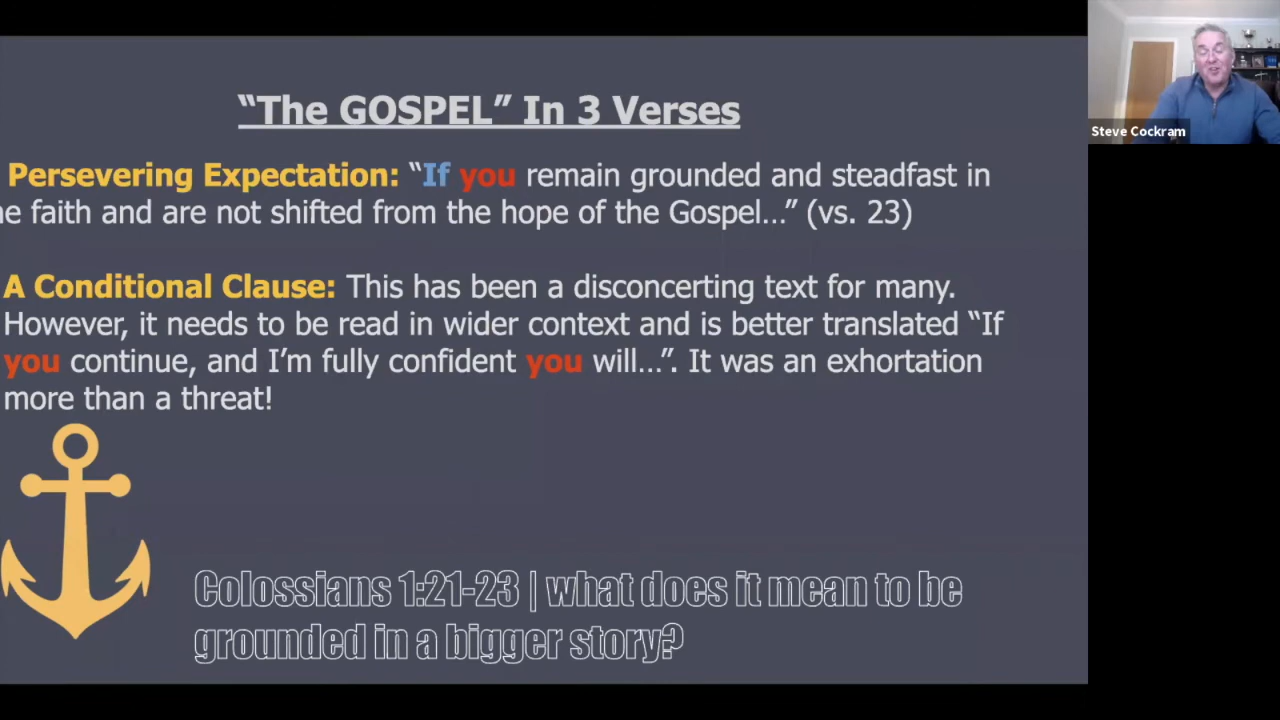 “The GOSPEL” In 3 Verses
Persevering Expectation: “If you remain grounded and steadfast in
faith and are not shifted from the hope of the Gospel…” (vs. 23)
A Conditional Clause: This has been a disconcerting text for many.
However, it needs to be read in wider context and is better translated “If
you continue, and I’m fully confident you will…”. It was an exhortation
more than a threat!
Colossians 1:21-23 | what does it mean to be
grounded in a bigger story?
Steve Cockram